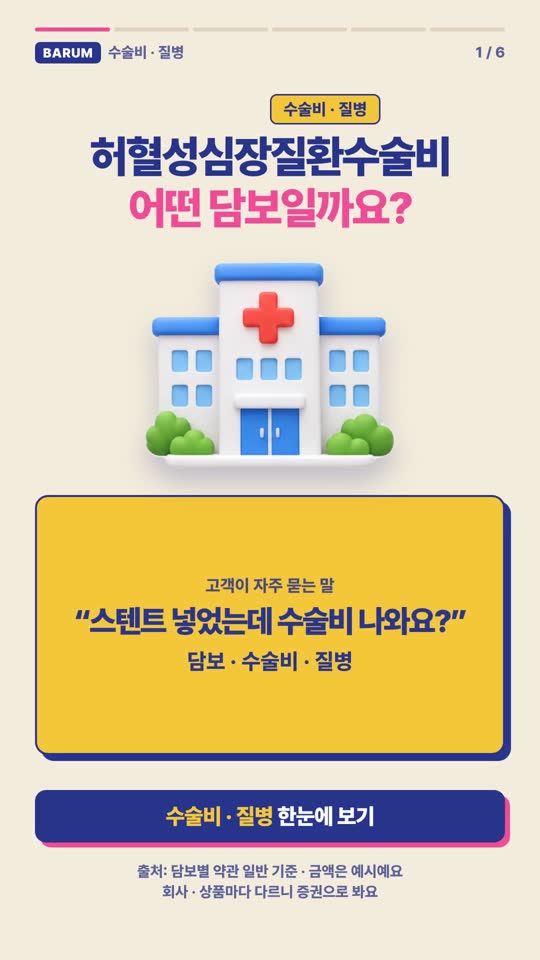 BARUM 수술비 · 질병 1 / 6
수술비 · 질병
허혈성심장질환수술비
어떤 담보일까요?
고객이 자주 묻는 말
“스텐트 넣었는데 수술비 나와요?”
담보 · 수술비 · 질병
수술비 · 질병 한눈에 보기
출처: 담보별 약관 일반 기준 · 금액은 예시예요
회사 · 상품마다 다르니 증권으로 봐요